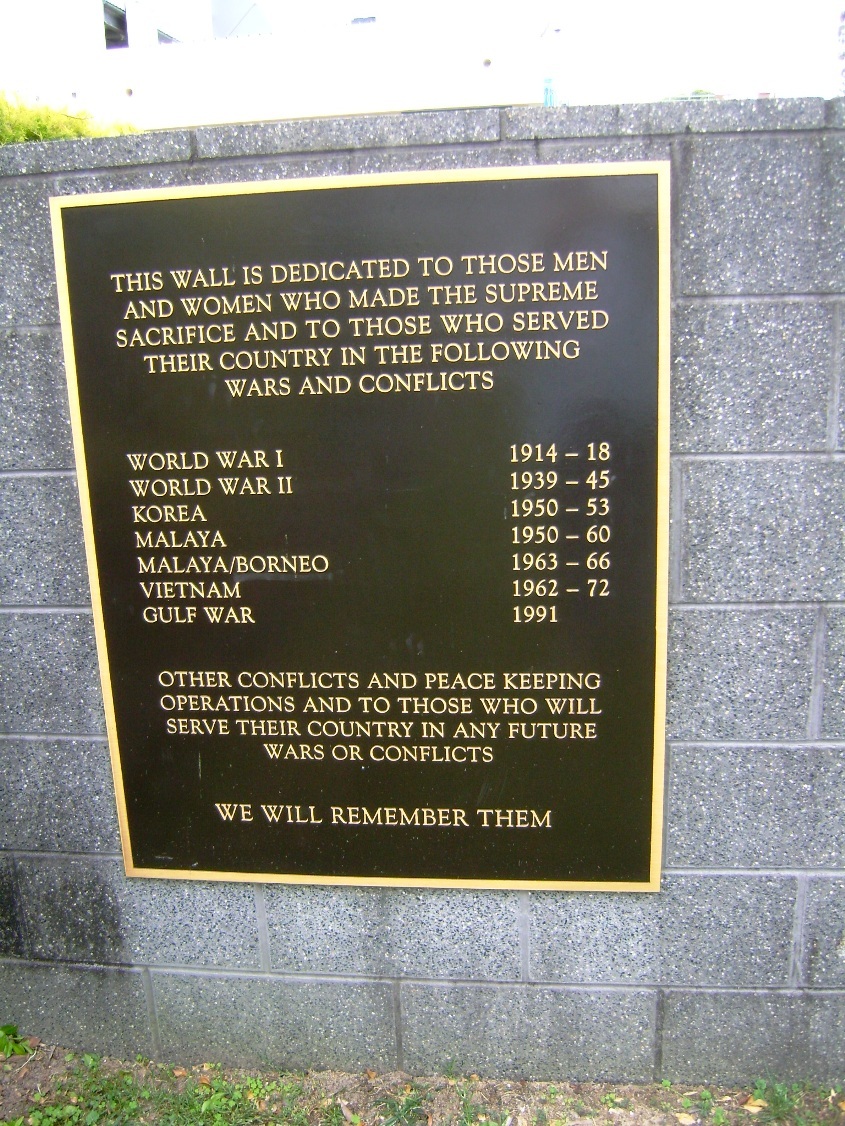 THIS WALL IS DEDICATED TO THOSE MEN
AND WOMEN WHO MADE THE SUPREME
SACRIFICE AND TO THOSE WHO SERVED
THEIR COUNTRY IN THE FOLLOWING
WARS AND CONFLICTS
WORLD WAR I 1914 – 18
WORLD WAR II 1939 – 45
KOREA 1950 – 53
MALAYA 1950 – 60
MALAYA/BORNEO 1963 – 66
VIETNAM 1962 – 72
GULF WAR 1991
OTHER CONFLICTS AND PEACE KEEPING
OPERATIONS AND TO THOSE WHO WILL
SERVE THEIR COUNTRY IN ANY FUTURE
WARS OR CONFLICTS
WE WILL REMEMBER THEM